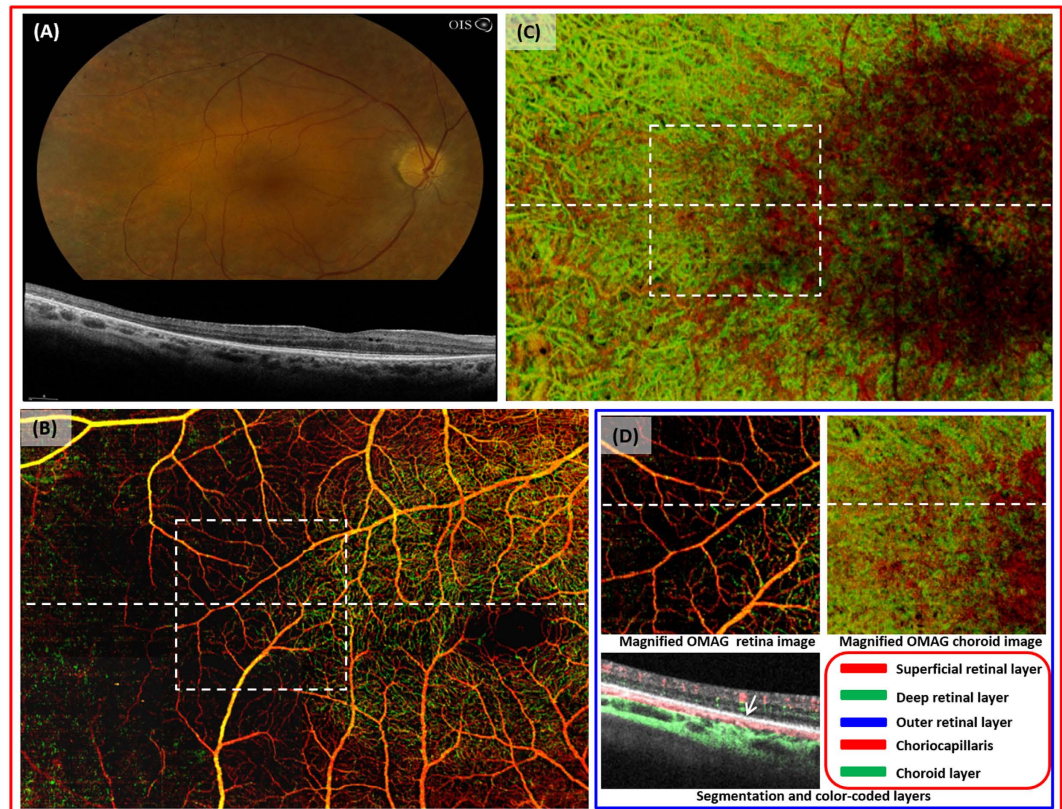 (A)
OIS
(C)
(B)
(D)
Magnified OMAG retina image
Magnified OMAG choroid image
Superficial retinal layer
Deep retinal layer
Outer retinal layer
Choriocapillaris
Choroid layer
Segmentation and color-coded layers